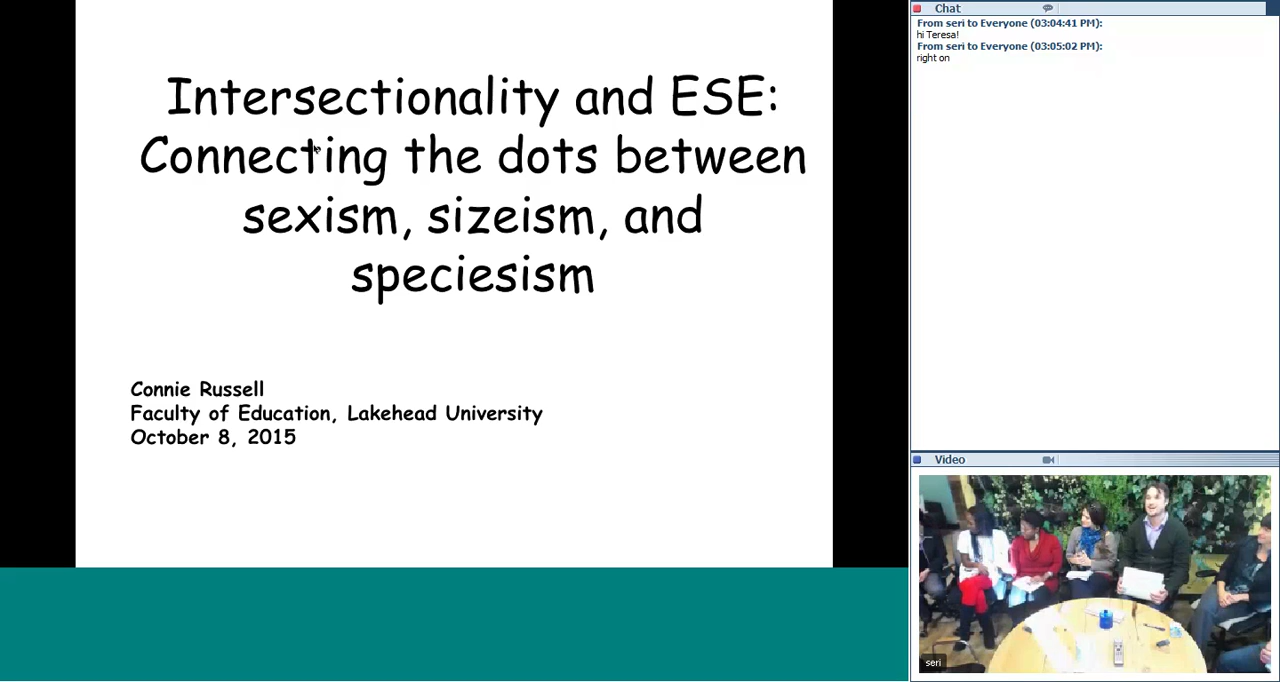 Intersectionality and ESE:
Connecting the dots between
sexism, sizeism, and
speciesism
Connie Russell
Faculty of Education, Lakehead University
October 8, 2015
Chat
From seri to Everyone (03:04:41 PM):
hi Teresa!
From seri to Everyone (03:05:02 PM):
right on
Video
seri